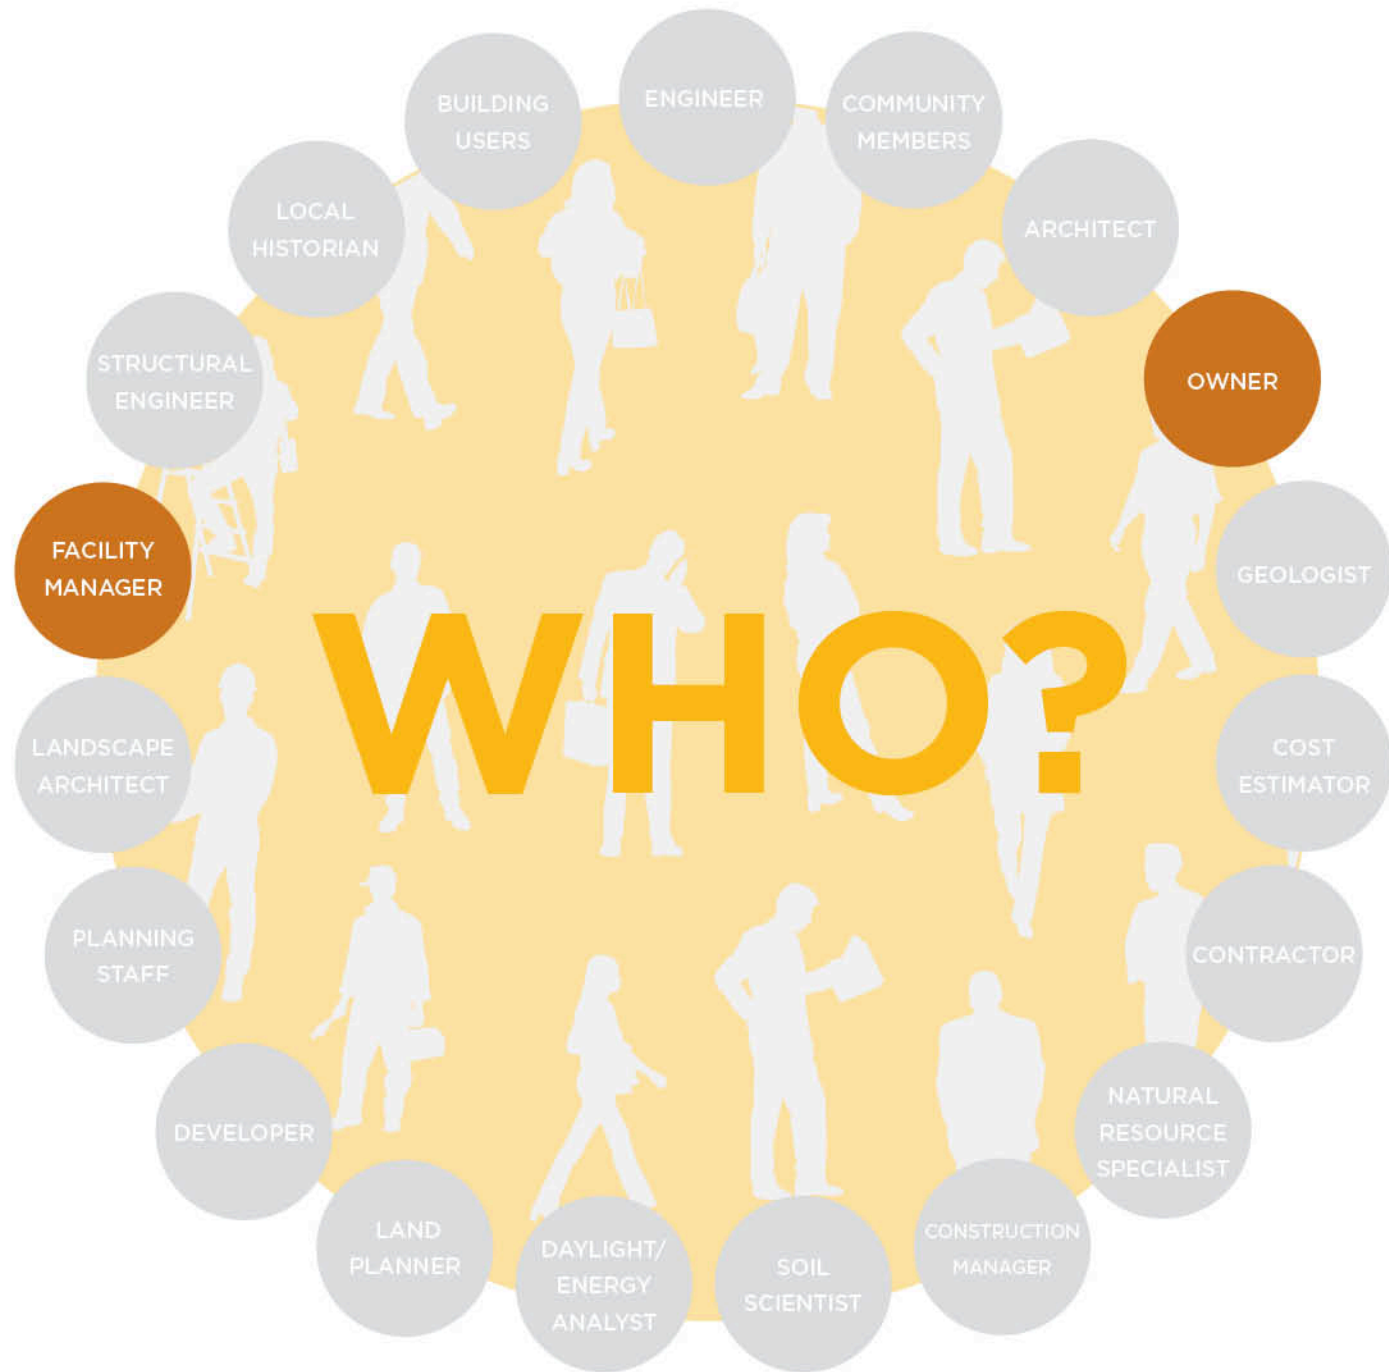 ENGINEER
COMMUNITY
MEMBERS
ARCHITECT
OWNER
GEOLOGIST
COST
ESTIMATOR
CONTRACTOR
NATURAL
RESOURCE
SPECIALIST
CONSTRUCTION
MANAGER
SOIL
SCIENTIST
DAYLIGHT/
ENERGY
ANALYST
LAND
PLANNER
DEVELOPER
PLANNING
STAFF
LANDSCAPE
ARCHITECT
FACILITY
MANAGER
STRUCTURAL
ENGINEER
LOCAL
HISTORIAN
BUILDING
USERS
WHO?